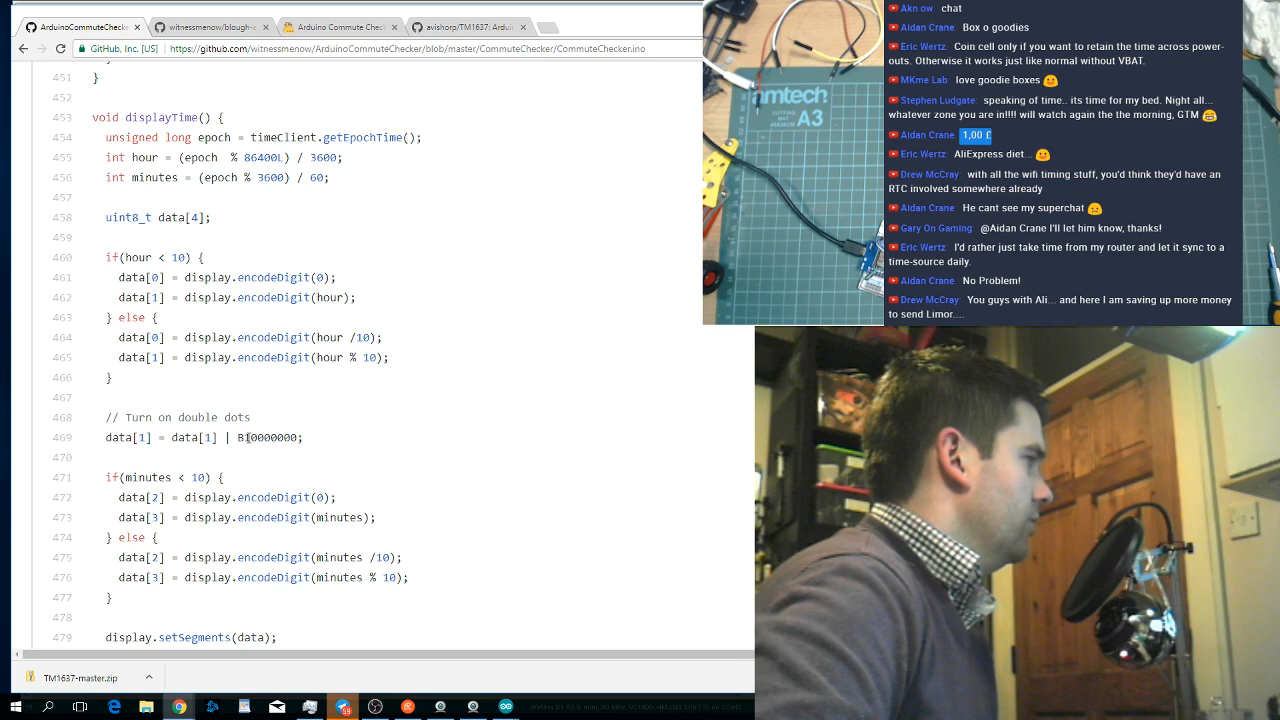 ArduinoCommuteChecke
witnessmenow/Arduino
Arduino Commute Chec
avishorp/TM1637: Arduin
GitHub, Inc. [US]
https://github.com/witnessmenow/ArduinoCommuteChecker/blob/master/CommuteChecker/CommuteChecker.ino
451 }
452
453 void displayTime() {
454 unsigned long epoch = timeClient.getEpochTime();
455 int hour = (epoch % 86400L) / 3600;
456 int minutes = (epoch % 3600) / 60;
457
458 uint8_t data[4];
459
460 if(hour < 10) {
461 data[0] = display.encodeDigit(0);
462 data[1] = display.encodeDigit(hour);
463 } else {
464 data[0] = display.encodeDigit(hour /10);
465 data[1] = display.encodeDigit(hour % 10);
466 }
467
468 // Turn on double dots
469 data[1] = data[1] | B10000000;
470
471 if(minutes < 10) {
472 data[2] = display.encodeDigit(0);
473 data[3] = display.encodeDigit(minutes);
474 } else {
475 data[2] = display.encodeDigit(minutes /10);
476 data[3] = display.encodeDigit(minutes % 10);
477 }
478
479 display.setSegments(data);
TM1637-master.zip
59
amtech
CUTTING
MAT
A3
Akn ow chat
Aidan Crane: Box o goodies
Eric Wertz: Coin cell only if you want to retain the time across power-
outs. Otherwise it works just like normal without VBAT.
MKme Lab: love goodie boxes
Stephen Ludgate: speaking of time.. its time for my bed. Night all...
whatever zone you are in!!!! will watch again the the morning, GTM
Aidan Crane: 1,00 £
Eric Wertz: AliExpress diet...
Drew McCray: with all the wifi timing stuff, you'd think they'd have an
RTC involved somewhere already
Aidan Crane: He cant see my superchat
Gary On Gaming: @Aidan Crane I'll let him know, thanks!
Eric Wertz: I'd rather just take time from my router and let it sync to a
time-source daily.
Aidan Crane: No Problem!
Drew McCray: You guys with Ali... and here I am saving up more money
to send Limor....